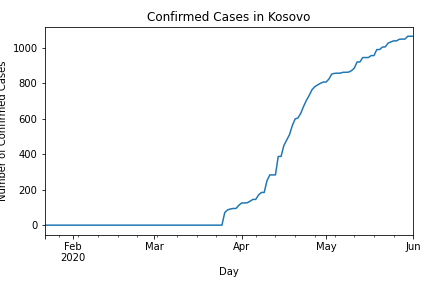 Confirmed Cases in Kosovo
Number of Confirmed Cases
1000
800
600
400
200
0
Feb
2020
Mar
Apr
May
Jun
Day